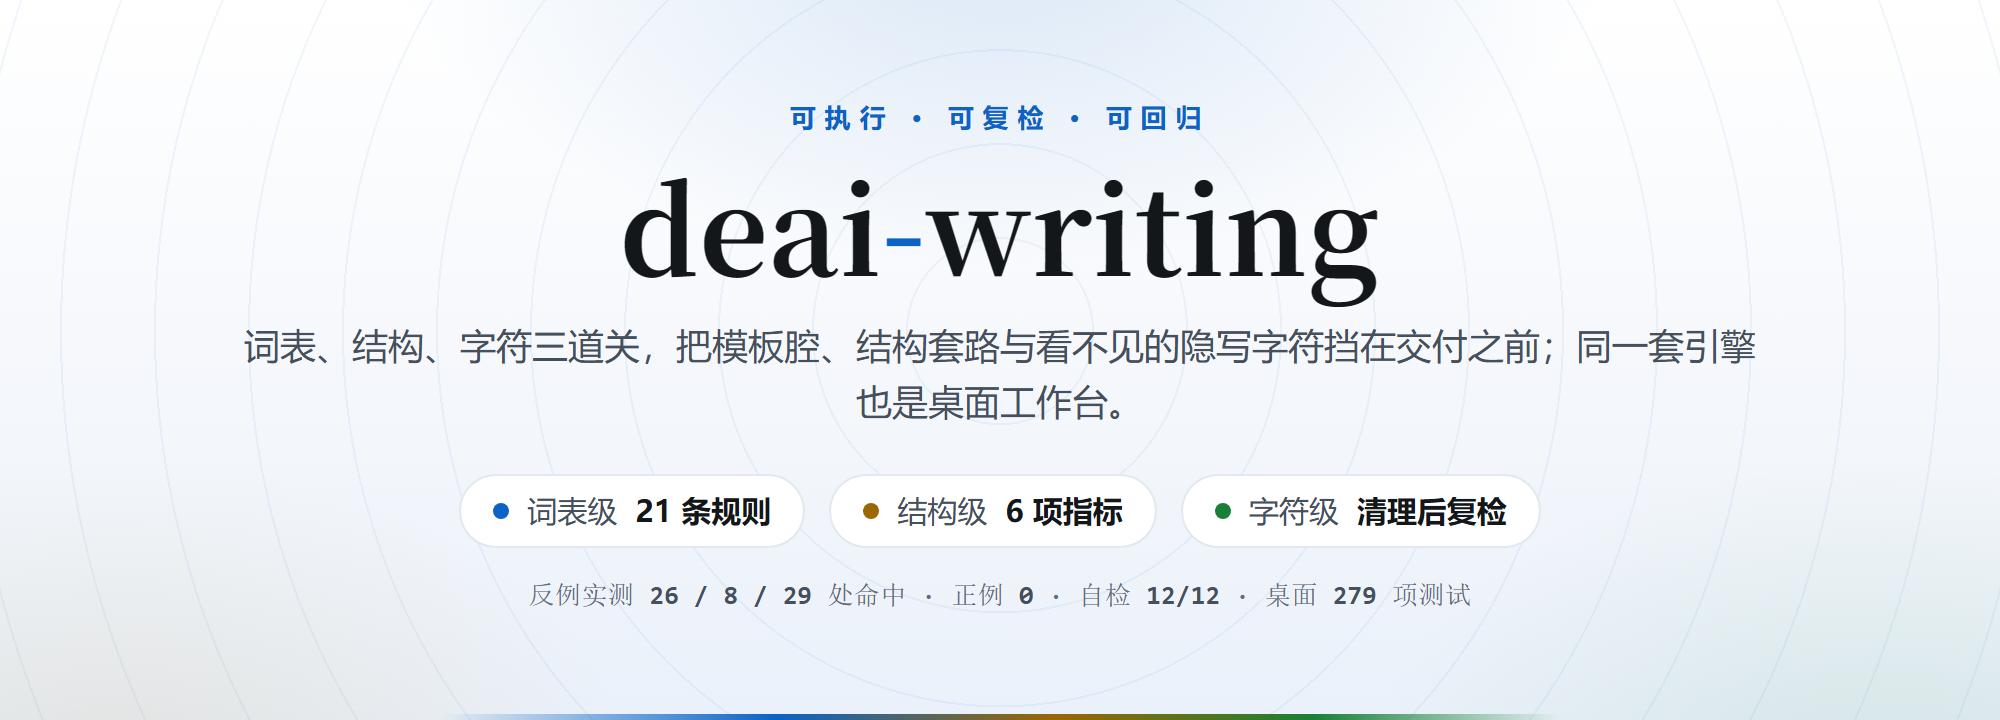 可执行 · 可复检 · 可回归
deai-writing
词表、结构、字符三道关，把模板腔、结构套路与看不见的隐写字符挡在交付之前；同一套引擎
也是桌面工作台。
词表级 21 条规则
结构级 6 项指标
字符级 清理后复检
反例实测 26 / 8 / 29 处命中 · 正例 0 · 自检 12/12 · 桌面 279 项测试